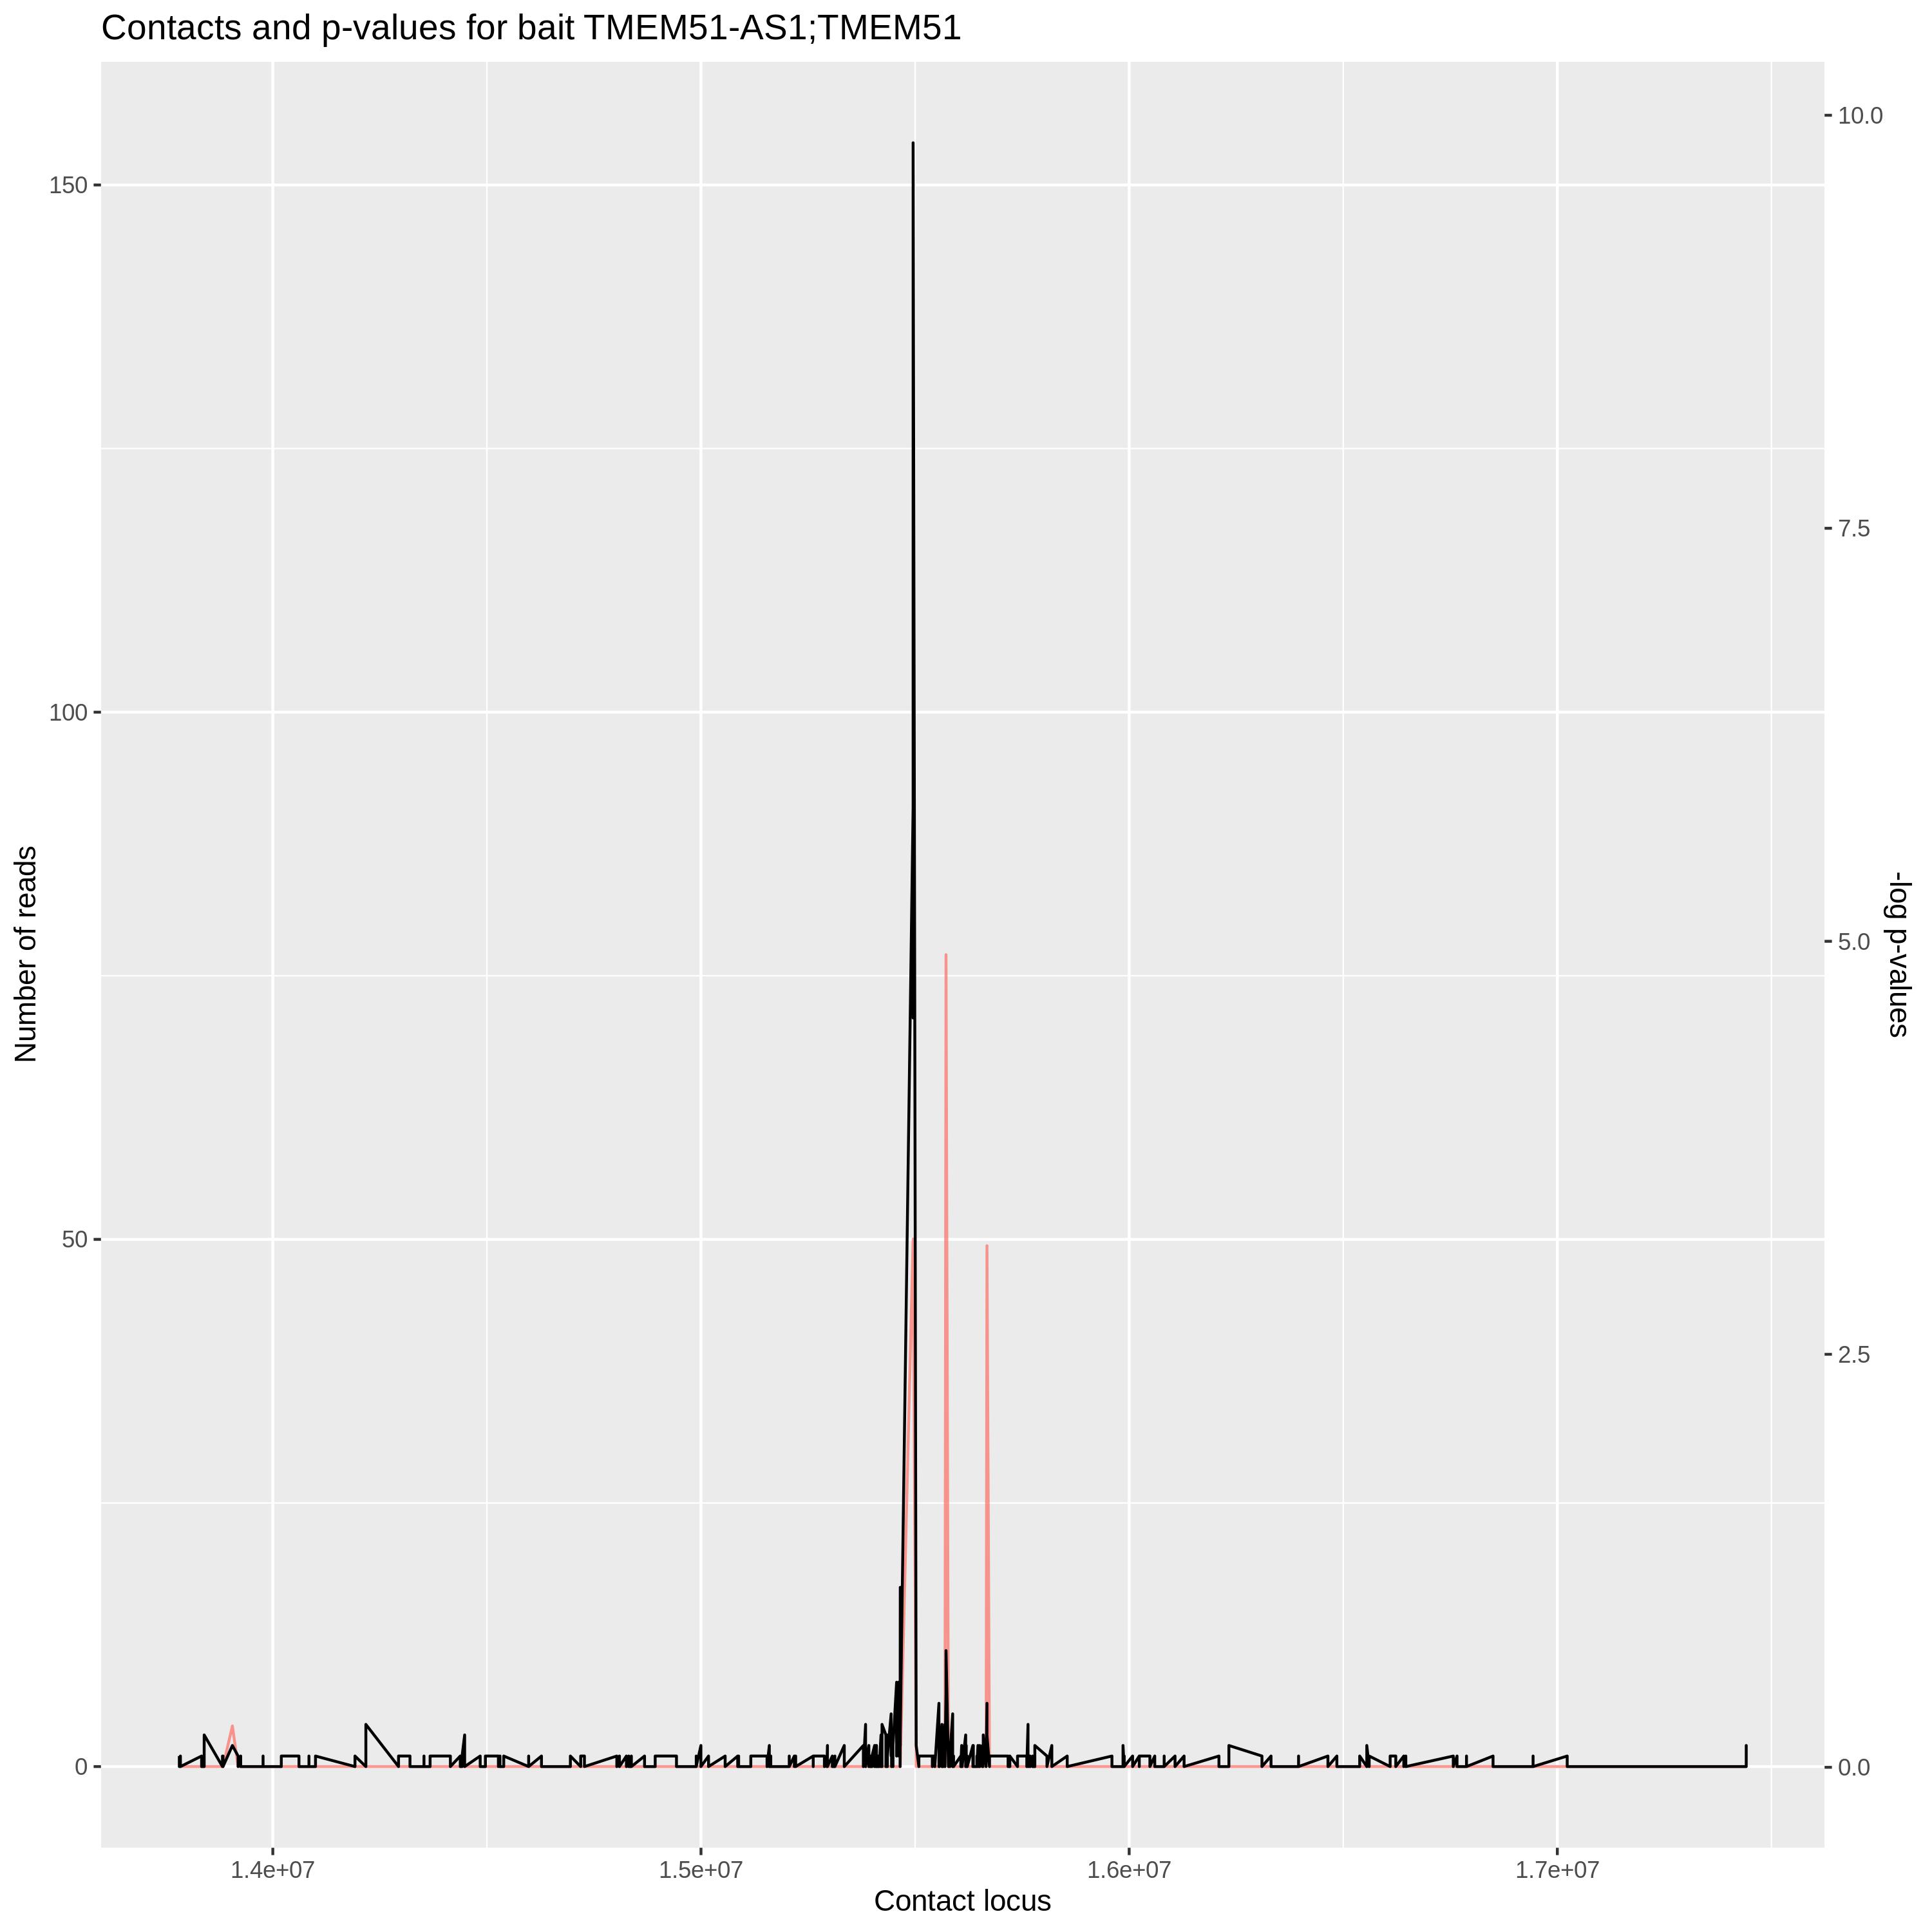 Contacts and p-values for bait TMEM51-AS1;TMEM51
150
100
50
0
Number of reads
10.0
7.5
5.0
2.5
0.0
-log p-values
1.4e+07
1.5e+07
1.6e+07
1.7e+07
Contact locus